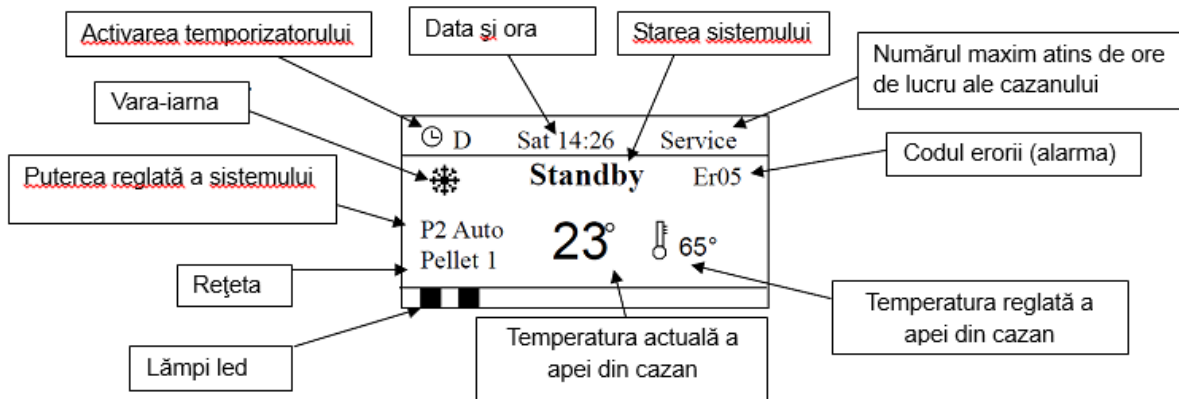 Activarea temporizatorului
Data și ora
Starea sistemului
Numărul maxim atins de ore
de lucru ale cazanului
Vara-iarna
Codul erorii (alarma)
Puterea reglată a sistemului
Reţeta
Lămpi led
D
Sat 14:26
Service
Standby
Er05
P2 Auto
Pellet 1
23°
65°
Temperatura actuală a
apei din cazan
Temperatura reglată a
apei din cazan